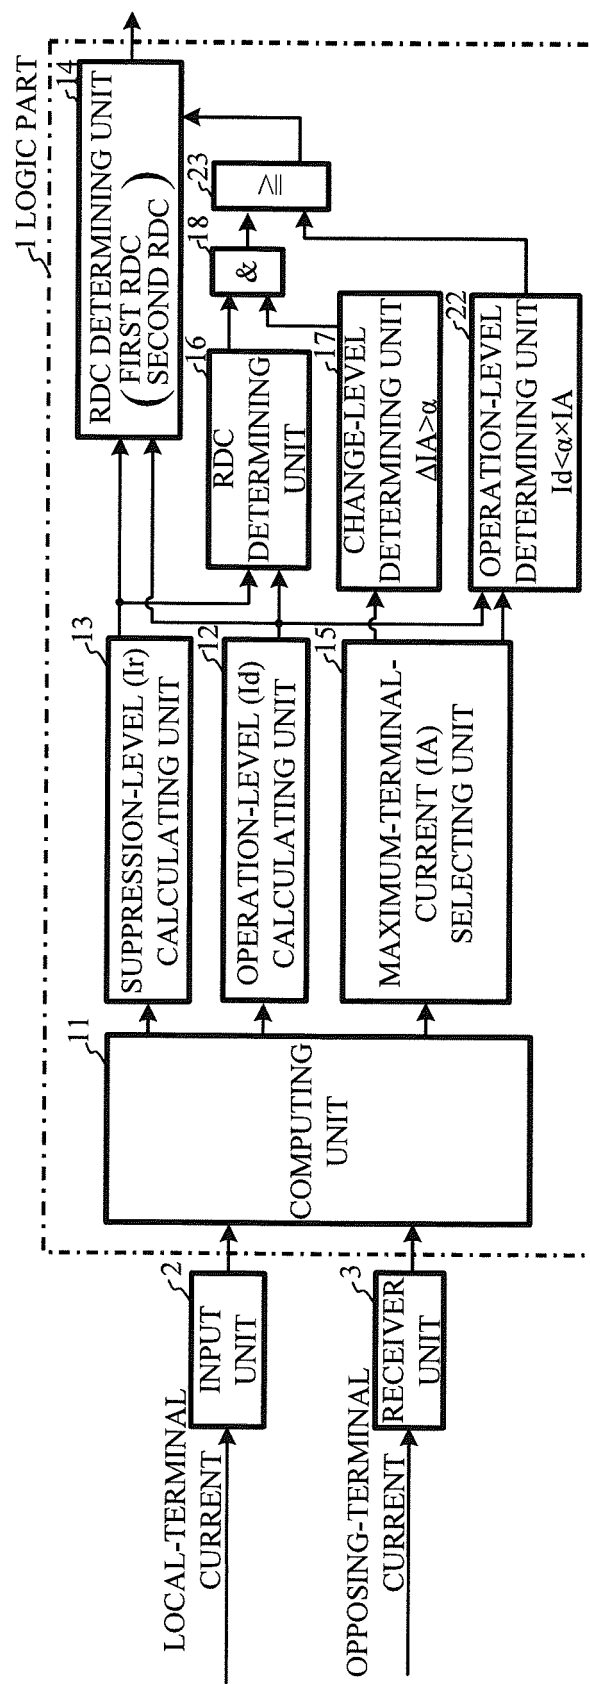 1 LOGIC PART
LOCAL-TERMINAL
CURRENT
2
INPUT
UNIT
OPPOSING-TERMINAL
CURRENT
3
RECEIVER
UNIT
11
COMPUTING
UNIT
13
SUPPRESSION-LEVEL (Ir)
CALCULATING UNIT
12
OPERATION-LEVEL (Id)
CALCULATING UNIT
15
MAXIMUM-TERMINAL-
CURRENT (IA)
SELECTING UNIT
14
RDC DETERMINING UNIT
(FIRST RDC
SECOND RDC)
16
RDC
DETERMINING
UNIT
17
CHANGE-LEVEL
DETERMINING UNIT
ΔIA>α
22
OPERATION-LEVEL
DETERMINING UNIT
Id<α×IA
18
&
23
≧